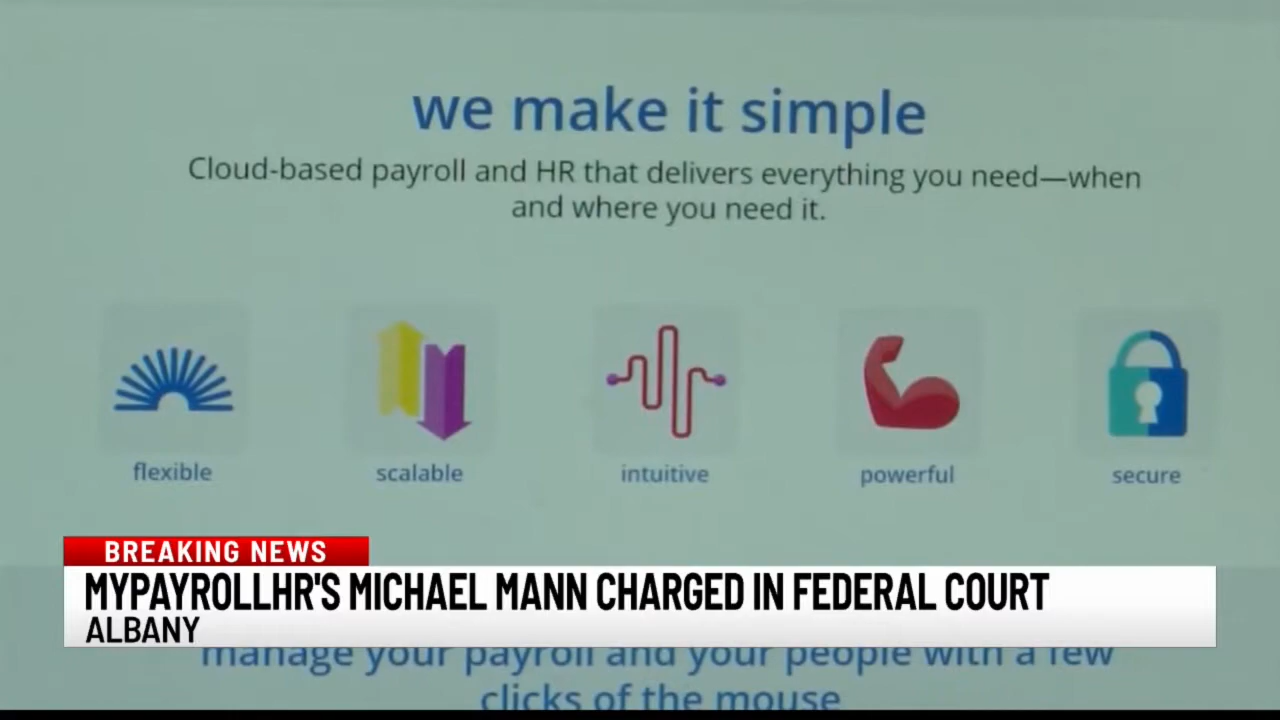 we make it simple
Cloud-based payroll and HR that delivers everything you need—when
and where you need it.
flexible
scalable
intuitive
powerful
secure
BREAKING NEWS
MYPAYROLLHR'S MICHAEL MANN CHARGED IN FEDERAL COURT
ALBANY
manage your payroll and your people with a few
clicks of the mouse